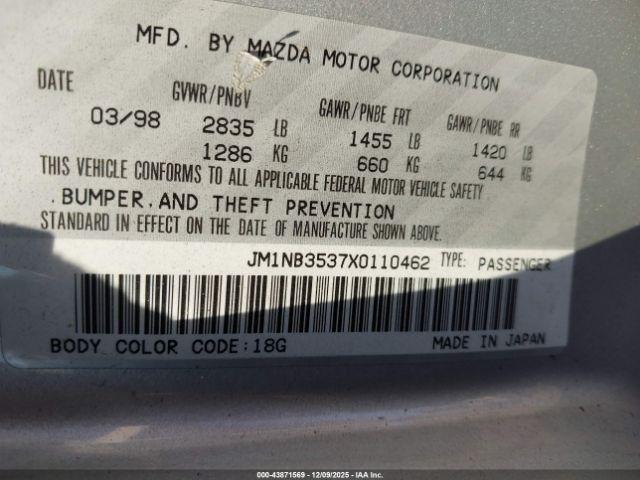 MFD. BY MAZDA MOTOR CORPORATION
DATE GVWR/PNBV GAWR/PNBE FRT GAWR/PNBE RR
03/98 2835 LB 1455 LB 1420 LB
1286 KG 660 KG 644 KG
THIS VEHICLE CONFORMS TO ALL APPLICABLE FEDERAL MOTOR VEHICLE SAFETY
. BUMPER, AND THEFT PREVENTION
STANDARD IN EFFECT ON THE DATE OF MANUFACTURE SHOWN ABOVE.
JM1NB3537X0110462 TYPE: PASSENGER
BODY COLOR CODE:18G MADE IN JAPAN
000-43871569 | 12/09/2025 - IAAI.COM